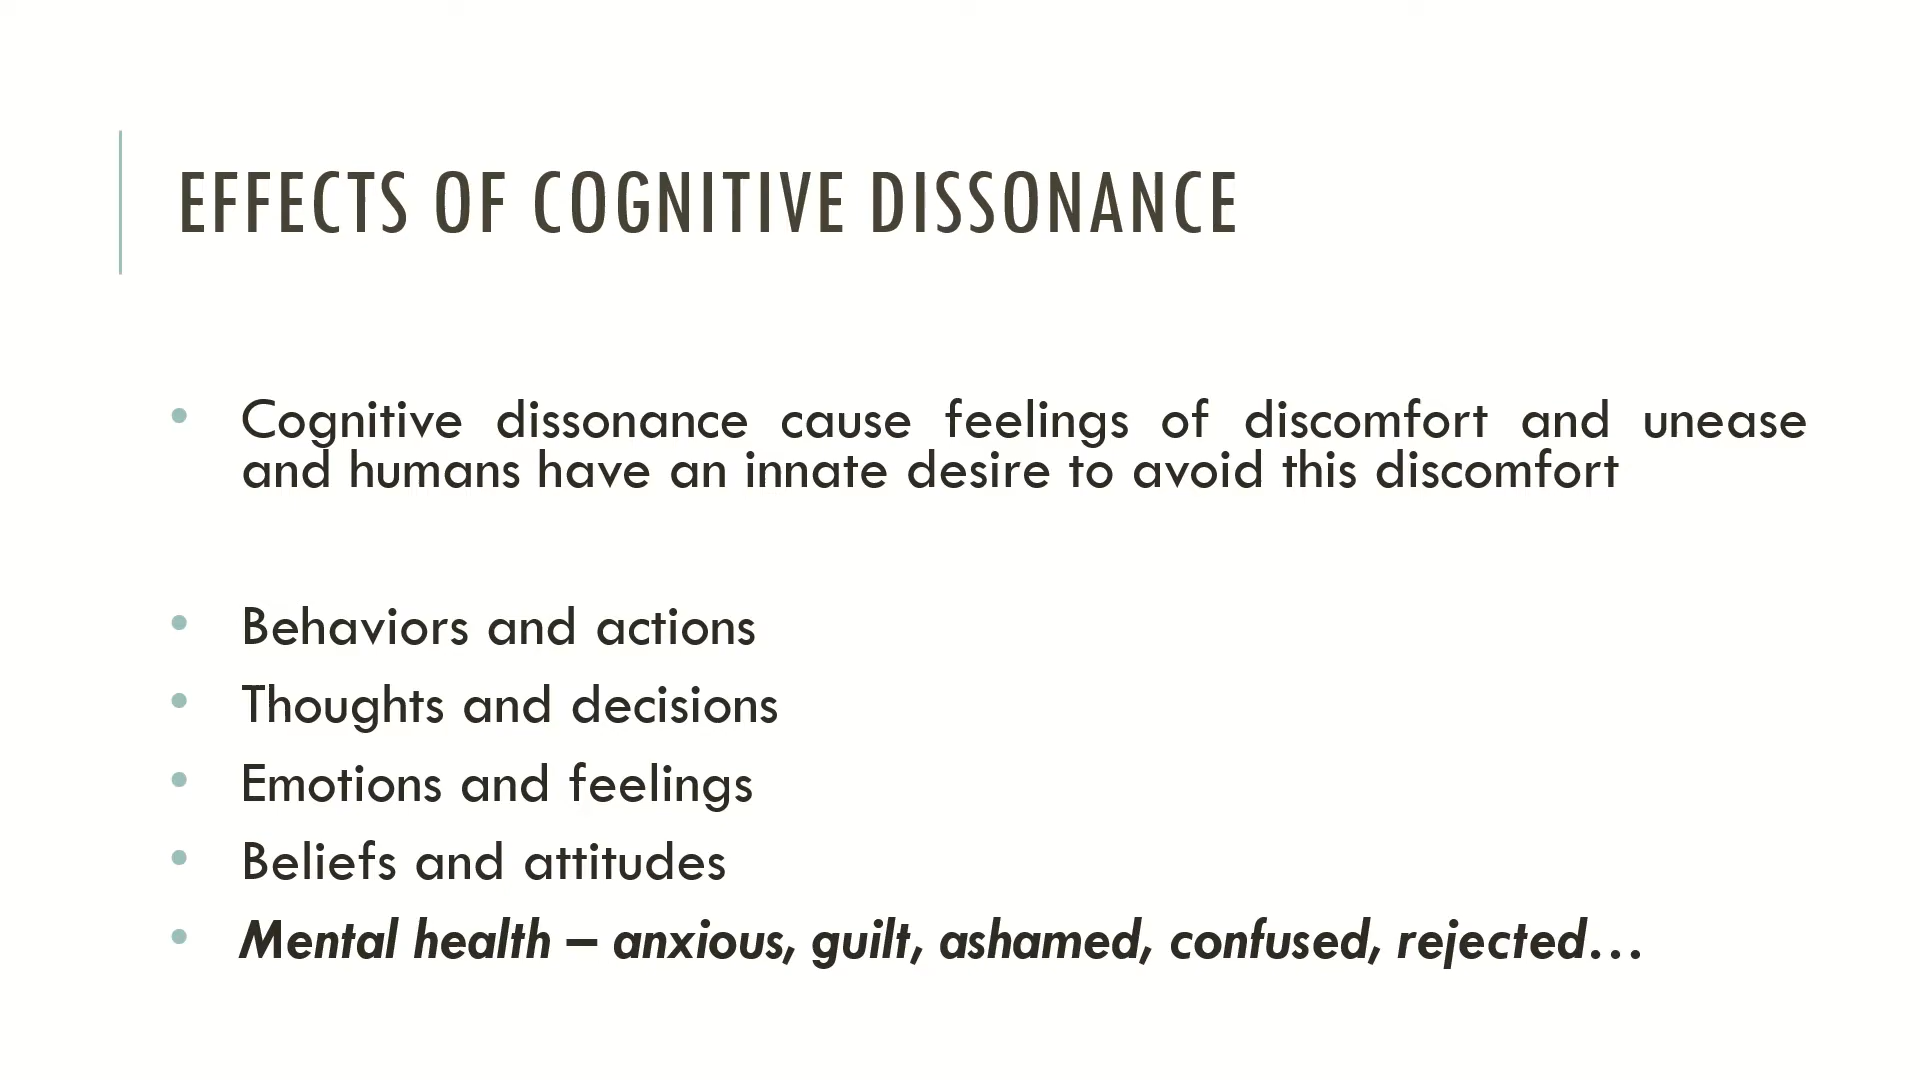 EFFECTS OF COGNITIVE DISSONANCE
• Cognitive dissonance cause feelings of discomfort and unease
and humans have an innate desire to avoid this discomfort
• Behaviors and actions
• Thoughts and decisions
• Emotions and feelings
• Beliefs and attitudes
• Mental health – anxious, guilt, ashamed, confused, rejected…